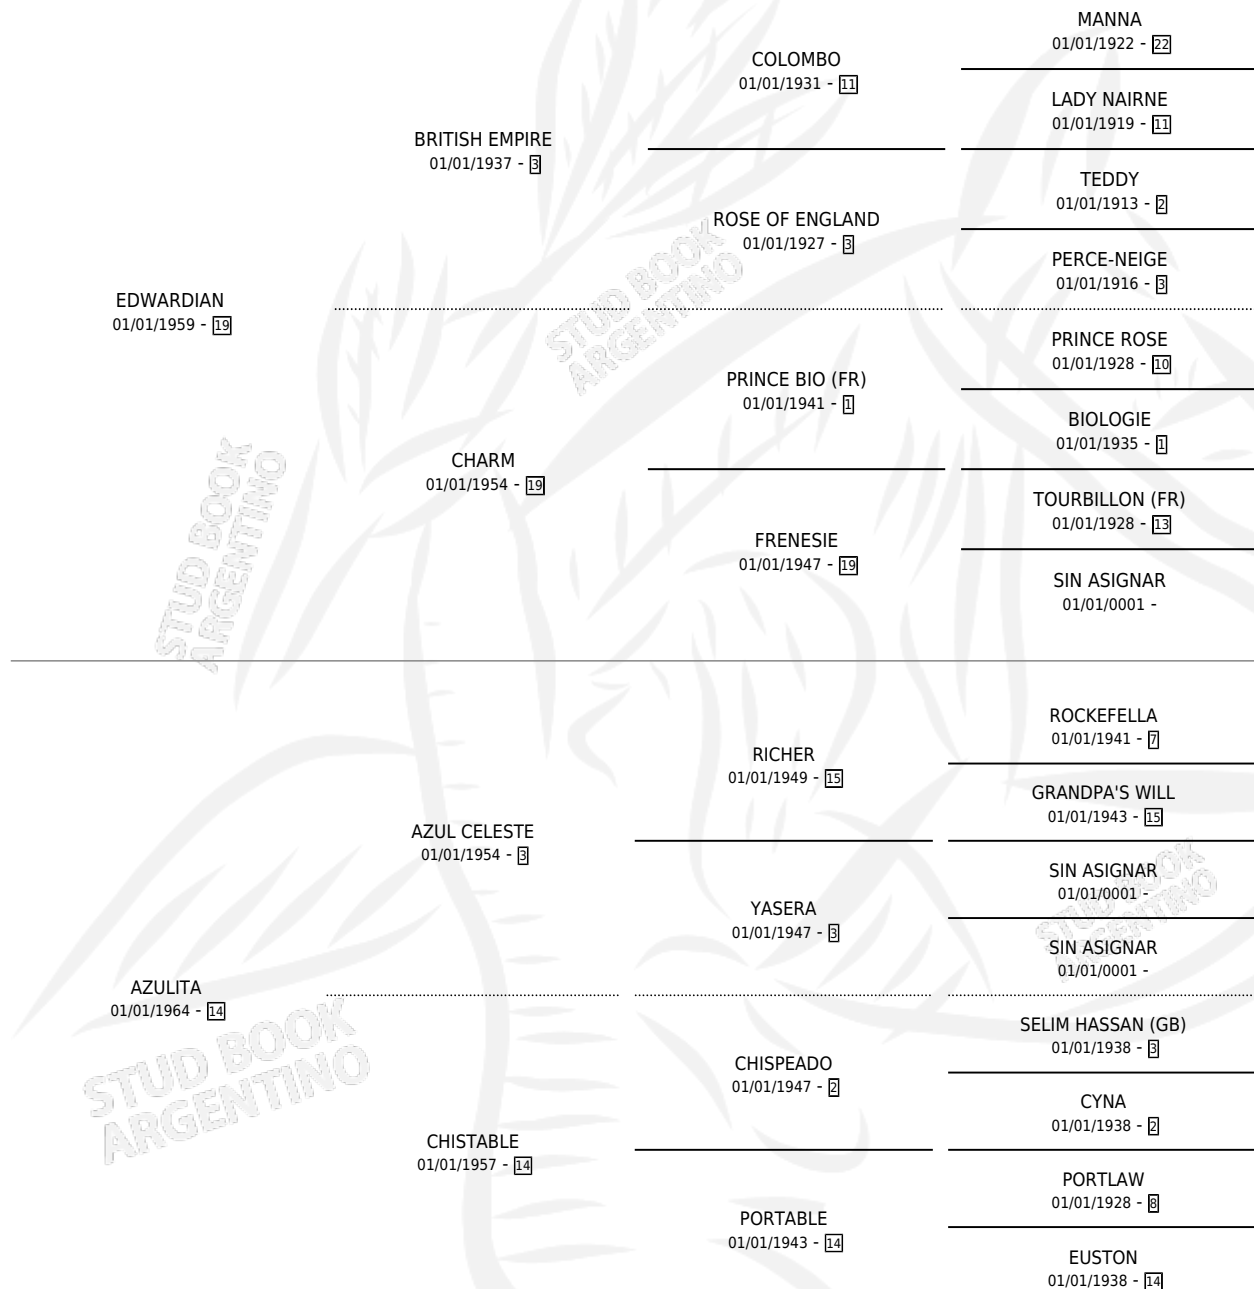 MANNA
01/01/1922 - 22
COLOMBO
01/01/1931 - 11
LADY NAIRNE
01/01/1919 - 11
BRITISH EMPIRE
01/01/1937 - 3
TEDDY
01/01/1913 - 2
ROSE OF ENGLAND
01/01/1927 - 3
PERCE-NEIGE
01/01/1916 - 3
EDWARDIAN
01/01/1959 - 19
PRINCE ROSE
01/01/1928 - 10
PRINCE BIO (FR)
01/01/1941 - 1
BIOLOGIE
01/01/1935 - 1
CHARM
01/01/1954 - 19
TOURBILLON (FR)
01/01/1928 - 13
FRENESIE
01/01/1947 - 19
SIN ASIGNAR
01/01/0001 -
ROCKEFELLA
01/01/1941 - 7
RICHER
01/01/1949 - 15
GRANDPA'S WILL
01/01/1943 - 15
AZUL CELESTE
01/01/1954 - 3
SIN ASIGNAR
01/01/0001 -
YASERA
01/01/1947 - 3
SIN ASIGNAR
01/01/0001 -
AZULITA
01/01/1964 - 14
SELIM HASSAN (GB)
01/01/1938 - 3
CHISPEADO
01/01/1947 - 2
CYNA
01/01/1938 - 2
CHISTABLE
01/01/1957 - 14
PORTLAW
01/01/1928 - 8
PORTABLE
01/01/1943 - 14
EUSTON
01/01/1938 - 14
STUD BOOK
ARGENTINO
STUD BOOK
ARGENTINO
STUD BOOK
ARGENTINO
STUD BOOK
ARGENTINO